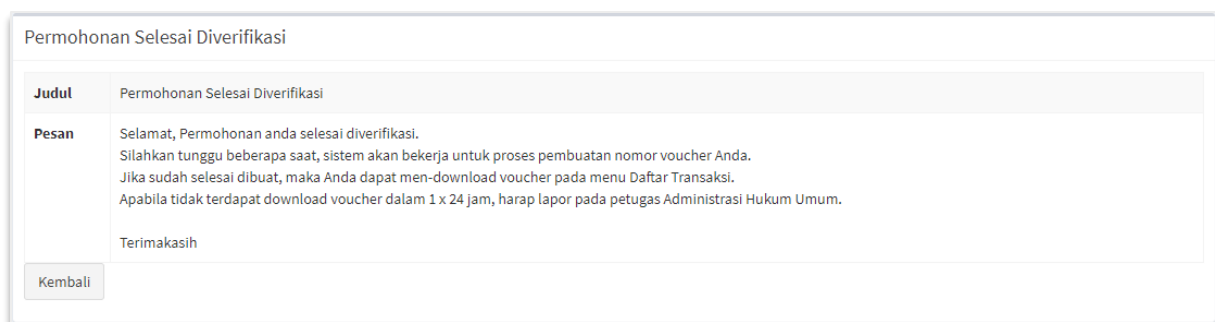 Permohonan Selesai Diverifikasi
Judul Permohonan Selesai Diverifikasi
Pesan Selamat, Permohonan anda selesai diverifikasi.
Silahkan tunggu beberapa saat, sistem akan bekerja untuk proses pembuatan nomor voucher Anda.
Jika sudah selesai dibuat, maka Anda dapat men-download voucher pada menu Daftar Transaksi.
Apabila tidak terdapat download voucher dalam 1 x 24 jam, harap lapor pada petugas Administrasi Hukum Umum.
Terimakasih
Kembali